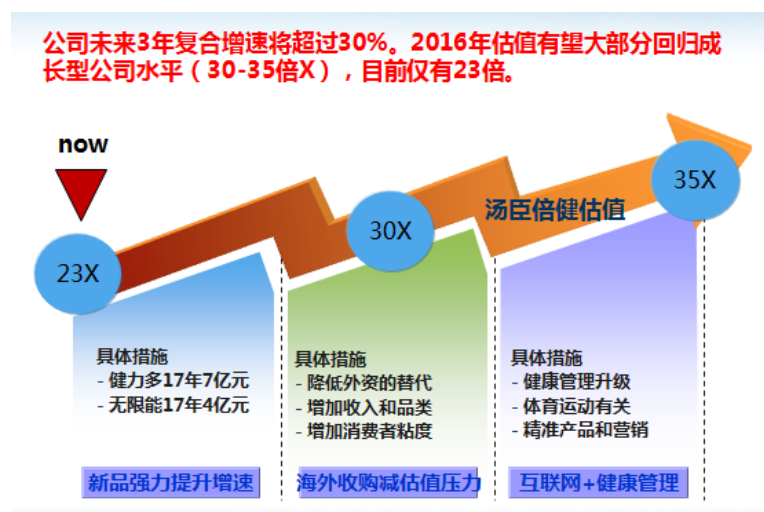 公司未来3年复合增速将超过30%。2016年估值有望大部分回归成
长型公司水平（30-35倍X），目前仅有23倍。
now
23X
30X
35X
汤臣倍健估值
具体措施
- 健力多17年7亿元
- 无限能17年4亿元
具体措施
- 降低外资的替代
- 增加收入和品类
- 增加消费者粘度
具体措施
- 健康管理升级
- 体育运动有关
- 精准产品和营销
新品强力提升增速
海外收购减估值压力
互联网+健康管理